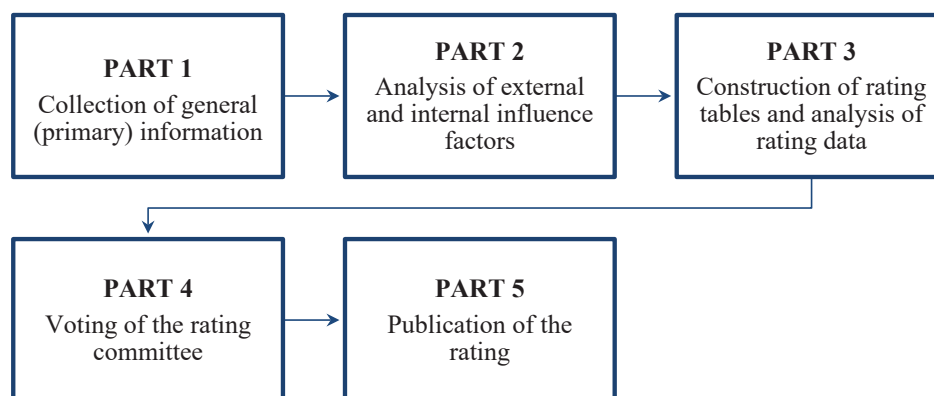 PART 1
Collection of general
(primary) information
PART 2
Analysis of external
and internal influence
factors
PART 3
Construction of rating
tables and analysis of
rating data
PART 4
Voting of the rating
committee
PART 5
Publication of the
rating